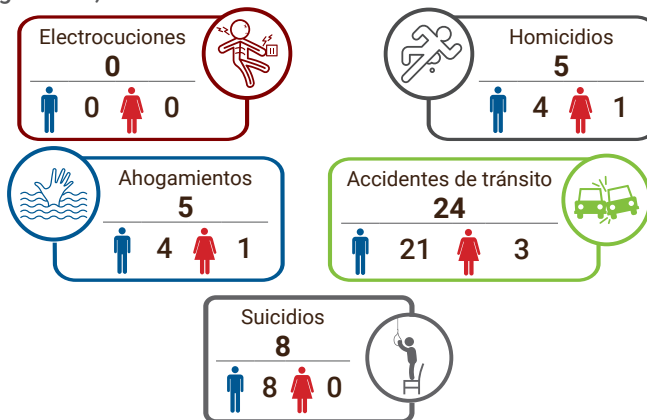 Electrocuciones
0
0 0
Homicidios
5
4 1
Ahogamientos
5
4 1
Accidentes de tránsito
24
21 3
Suicidios
8
8 0